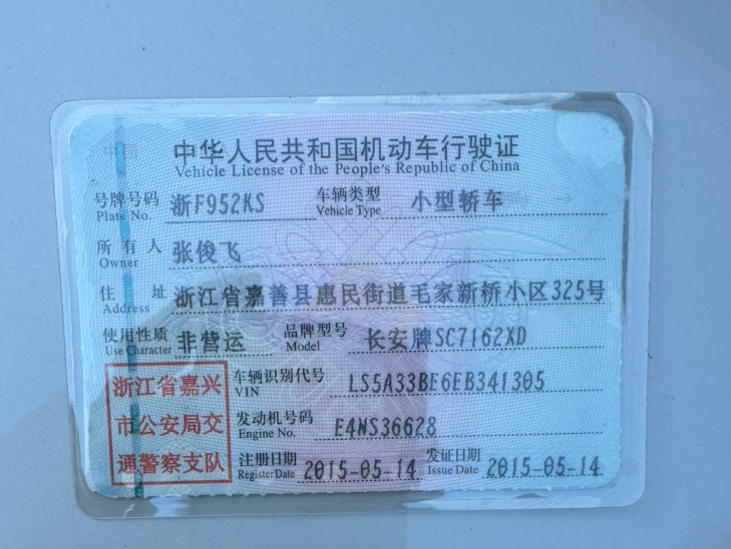 中华人民共和国机动车行驶证
Vehicle License of the People's Republic of China
号牌号码 浙F952KS 车辆类型 小型轿车
Plate No. Vehicle Type
所有人 张俊飞
Owner
住址 浙江省嘉善县惠民街道毛家新桥小区325号
Address
使用性质 非营运 品牌型号 长安牌SC7162XD
Use Character Model
浙江省嘉兴
市公安局交
通警察支队
车辆识别代号 LS5A33BE6EB341305
VIN
发动机号码 E4NS36628
Engine No.
注册日期 2015-05-14 发证日期 2015-05-14
Register Date Issue Date